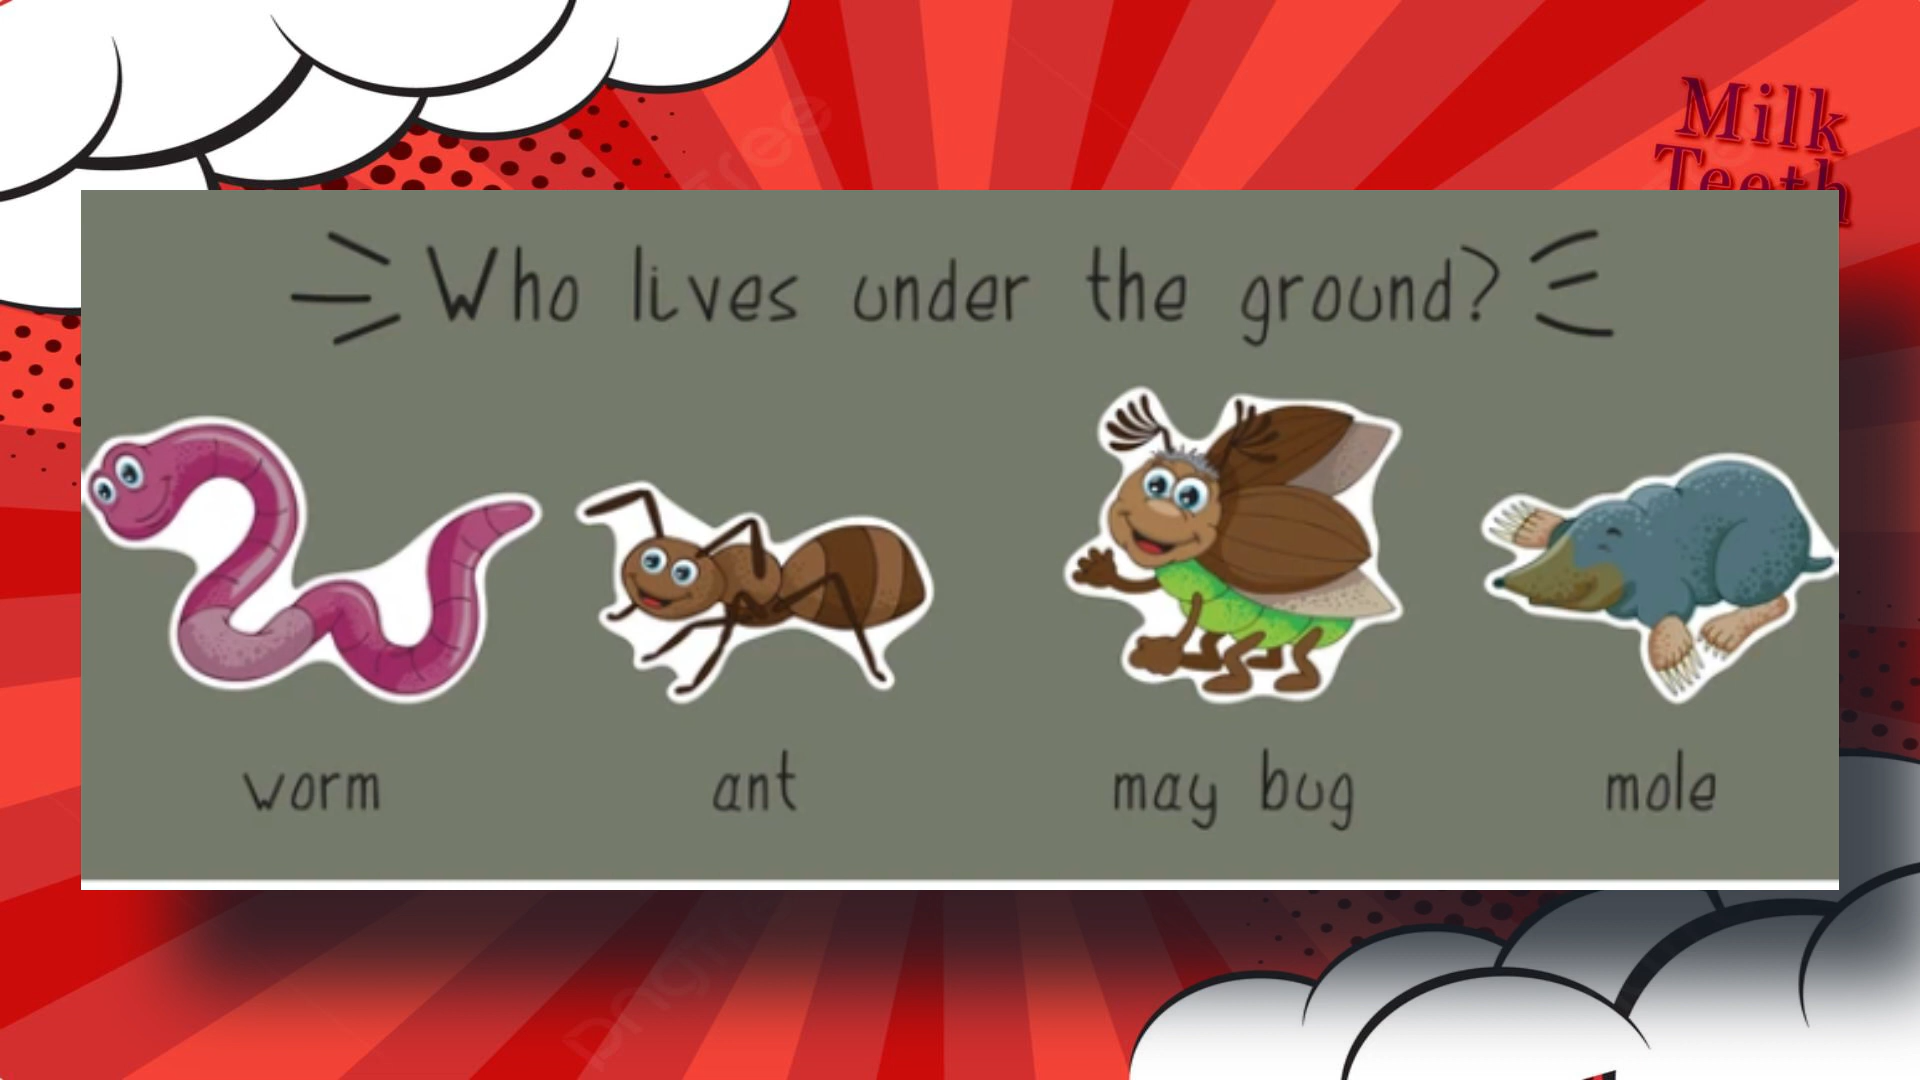 Milk
Teeth
Who lives under the ground?
worm
ant
may bug
mole